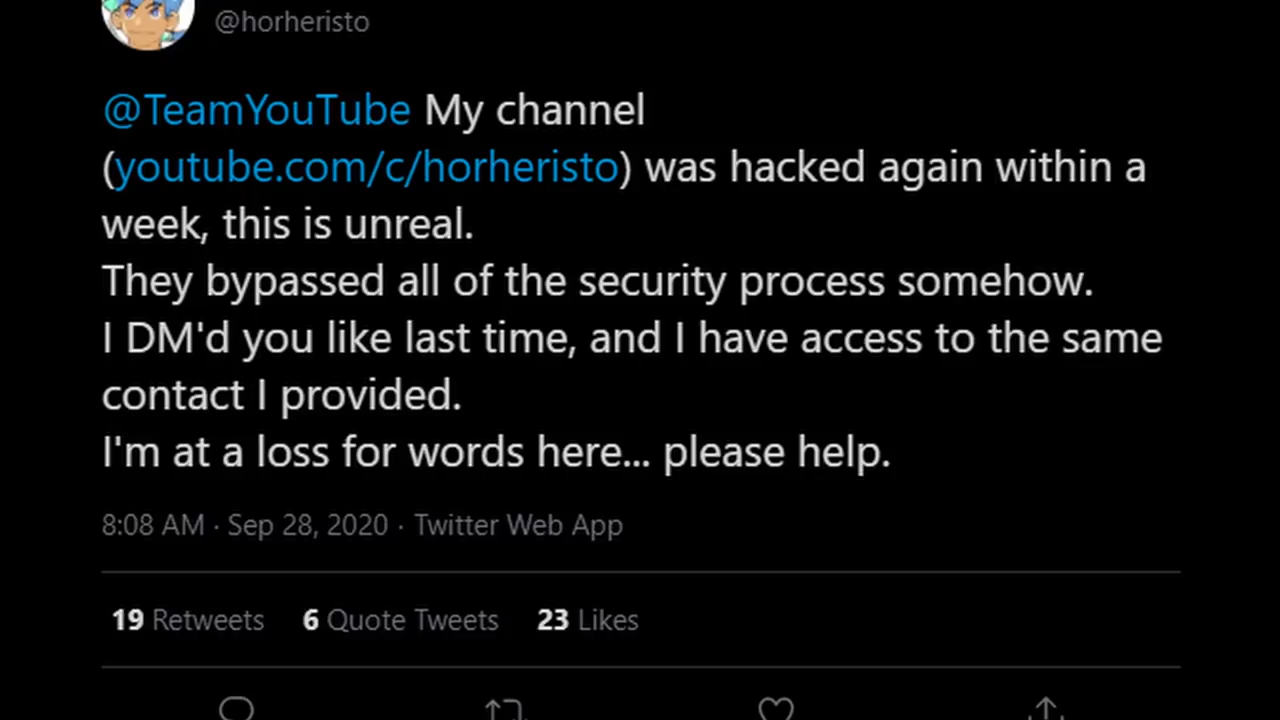 @horheristo
@TeamYouTube My channel
(youtube.com/c/horheristo) was hacked again within a
week, this is unreal.
They bypassed all of the security process somehow.
I DM'd you like last time, and I have access to the same
contact I provided.
I'm at a loss for words here... please help.
8:08 AM · Sep 28, 2020 · Twitter Web App
19 Retweets 6 Quote Tweets 23 Likes